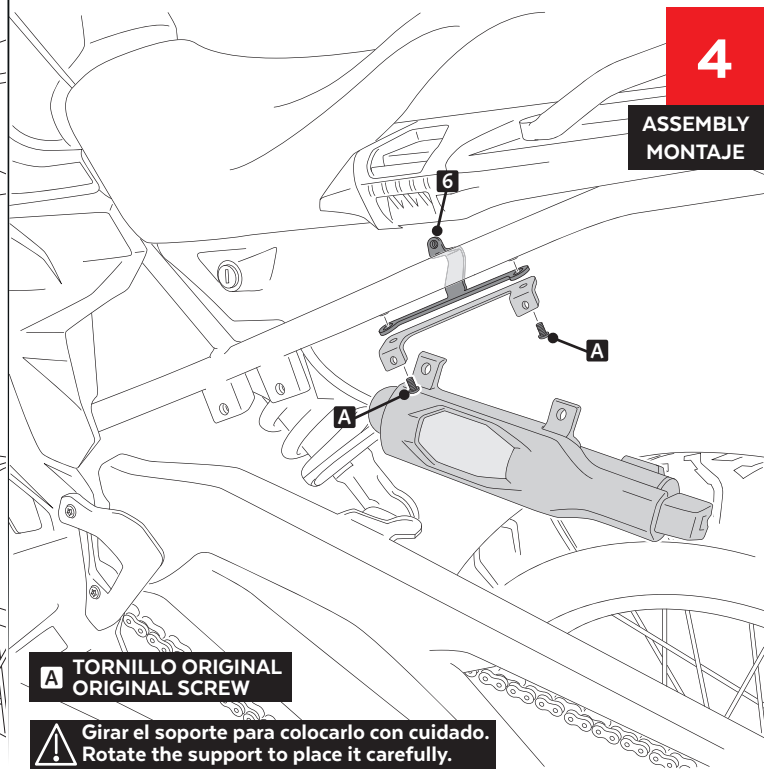 4
ASSEMBLY
MONTAJE
6
A
A
A TORNILLO ORIGINAL
ORIGINAL SCREW
Girar el soporte para colocarlo con cuidado.
Rotate the support to place it carefully.